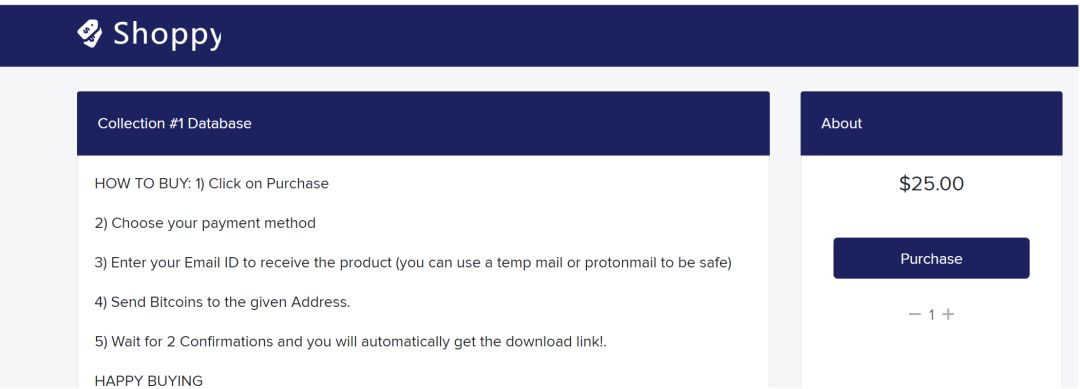 Shoppy
Collection #1 Database
HOW TO BUY: 1) Click on Purchase
2) Choose your payment method
3) Enter your Email ID to receive the product (you can use a temp mail or protonmail to be safe)
4) Send Bitcoins to the given Address.
5) Wait for 2 Confirmations and you will automatically get the download link!.
HAPPY BUYING
About
$25.00
Purchase
− 1 +